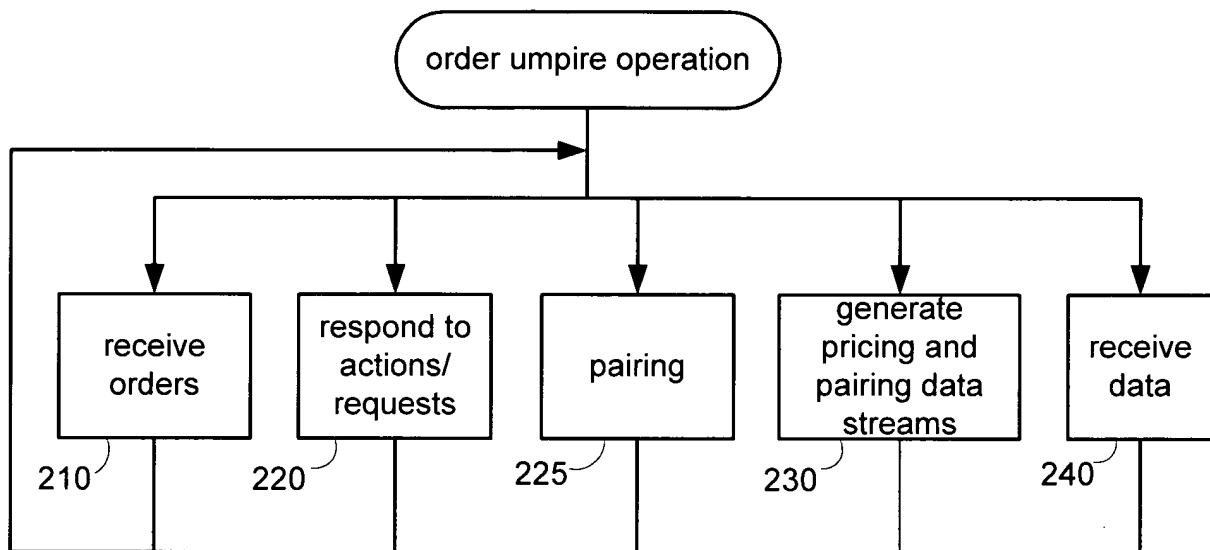 order umpire operation
receive
orders
respond to
actions/
requests
pairing
generate
pricing and
pairing data
streams
receive
data
210
220
225
230
240